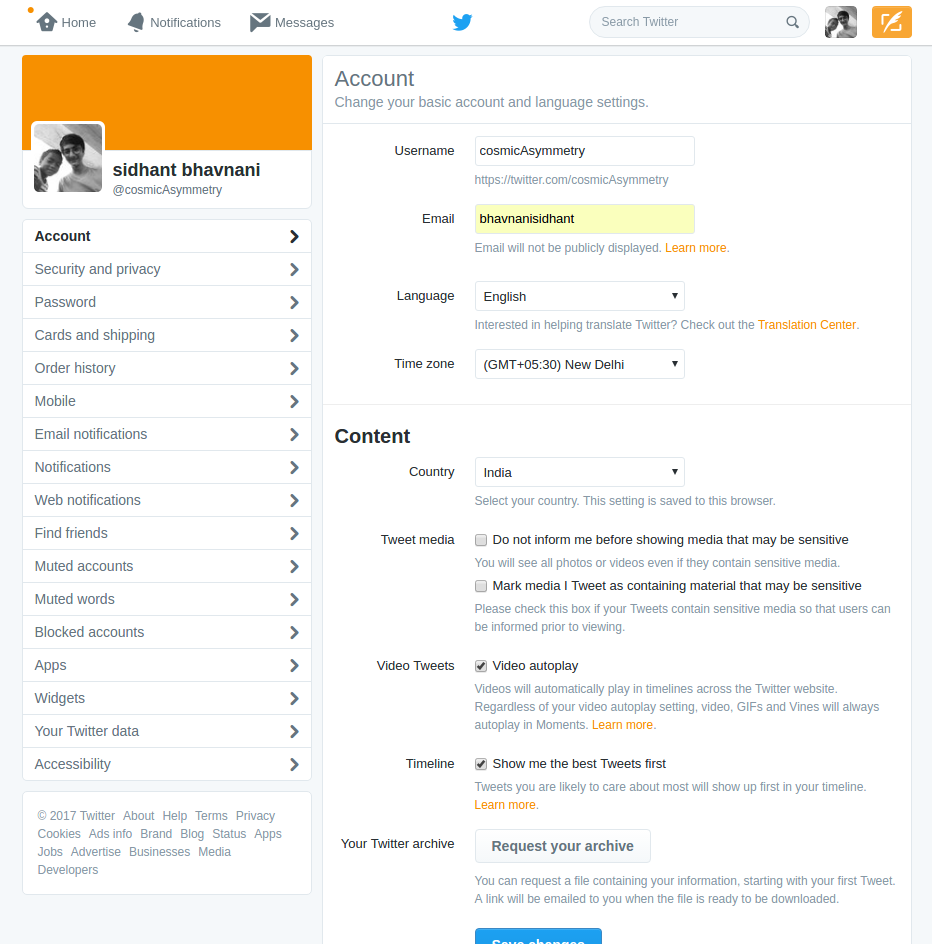 Home Notifications Messages Search Twitter
sidhant bhavnani
@cosmicAsymmetry
Account
Security and privacy
Password
Cards and shipping
Order history
Mobile
Email notifications
Notifications
Web notifications
Find friends
Muted accounts
Muted words
Blocked accounts
Apps
Widgets
Your Twitter data
Accessibility
© 2017 Twitter About Help Terms Privacy
Cookies Ads info Brand Blog Status Apps
Jobs Advertise Businesses Media
Developers
Account
Change your basic account and language settings.
Username cosmicAsymmetry
https://twitter.com/cosmicAsymmetry
Email bhavnanisidhant
Email will not be publicly displayed. Learn more.
Language English
Interested in helping translate Twitter? Check out the Translation Center.
Time zone (GMT+05:30) New Delhi
Content
Country India
Select your country. This setting is saved to this browser.
Tweet media Do not inform me before showing media that may be sensitive
You will see all photos or videos even if they contain sensitive media.
Mark media I Tweet as containing material that may be sensitive
Please check this box if your Tweets contain sensitive media so that users can
be informed prior to viewing.
Video Tweets Video autoplay
Videos will automatically play in timelines across the Twitter website.
Regardless of your video autoplay setting, video, GIFs and Vines will always
autoplay in Moments. Learn more.
Timeline Show me the best Tweets first
Tweets you are likely to care about most will show up first in your timeline.
Learn more.
Your Twitter archive Request your archive
You can request a file containing your information, starting with your first Tweet.
A link will be emailed to you when the file is ready to be downloaded.
Save changes